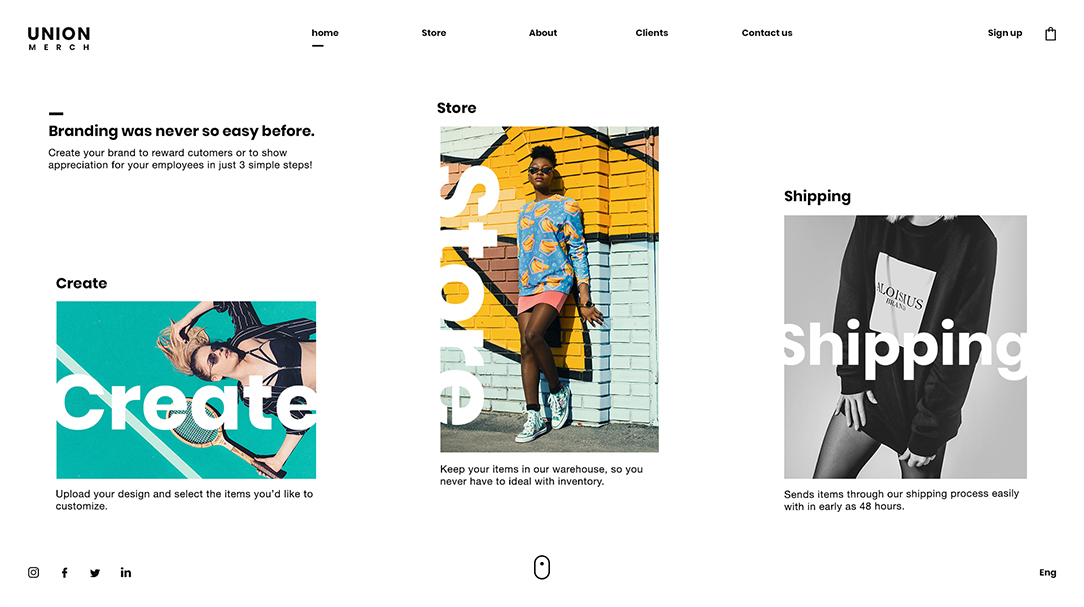 UNION
MERCH
home
Store
About
Clients
Contact us
Sign up
Branding was never so easy before.
Create your brand to reward cutomers or to show
appreciation for your employees in just 3 simple steps!
Create
Create
Upload your design and select the items you'd like to
customize.
Store
Store
Keep your items in our warehouse, so you
never have to ideal with inventory.
Shipping
ALOISIUS
BRAND
Shipping
Sends items through our shipping process easily
with in early as 48 hours.
Eng